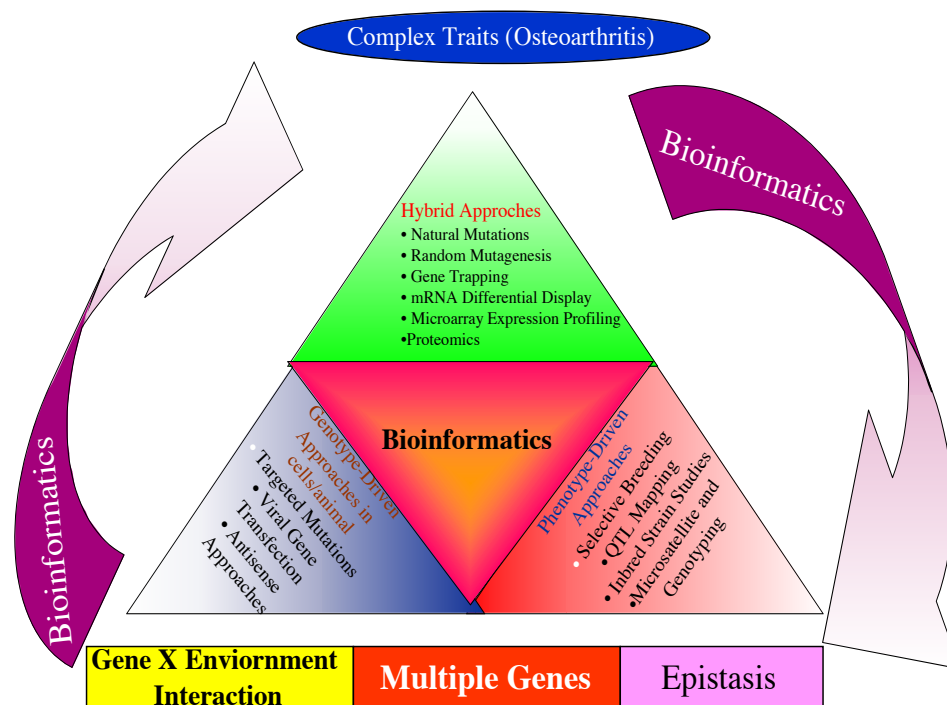 Complex Traits (Osteoarthritis)
Bioinformatics
Bioinformatics
Hybrid Approches
• Natural Mutations
• Random Mutagenesis
• Gene Trapping
• mRNA Differential Display
• Microarray Expression Profiling
•Proteomics
Bioinformatics
Genotype-Driven
Approaches in
cells/animal
• Targeted Mutations
• Viral Gene
Transfection
• Antisense
Approaches
Phenotype-Driven
Approaches
• Selective Breeding
•QTL Mapping
• Inbred Strain Studies
•Microsatellite and
Genotyping
Gene X Enviornment
Interaction
Multiple Genes
Epistasis